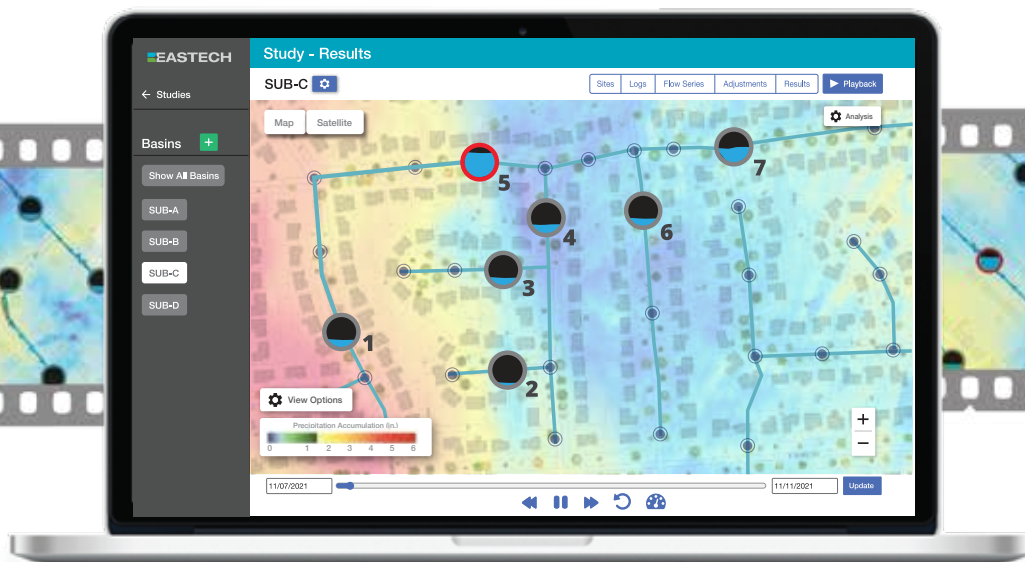 EASTECH
Study - Results
← Studies
SUB-C
Sites Logs Flow Series Adjustments Results Playback
Basins +
Map Satellite
Analysis
Show All Basins
SUB-A
SUB-B
SUB-C
SUB-D
5
7
4
6
3
1
2
View Options
Precipitation Accumulation (in.)
0 1 2 3 4 5 6
+
−
11/07/2021
11/11/2021 Update